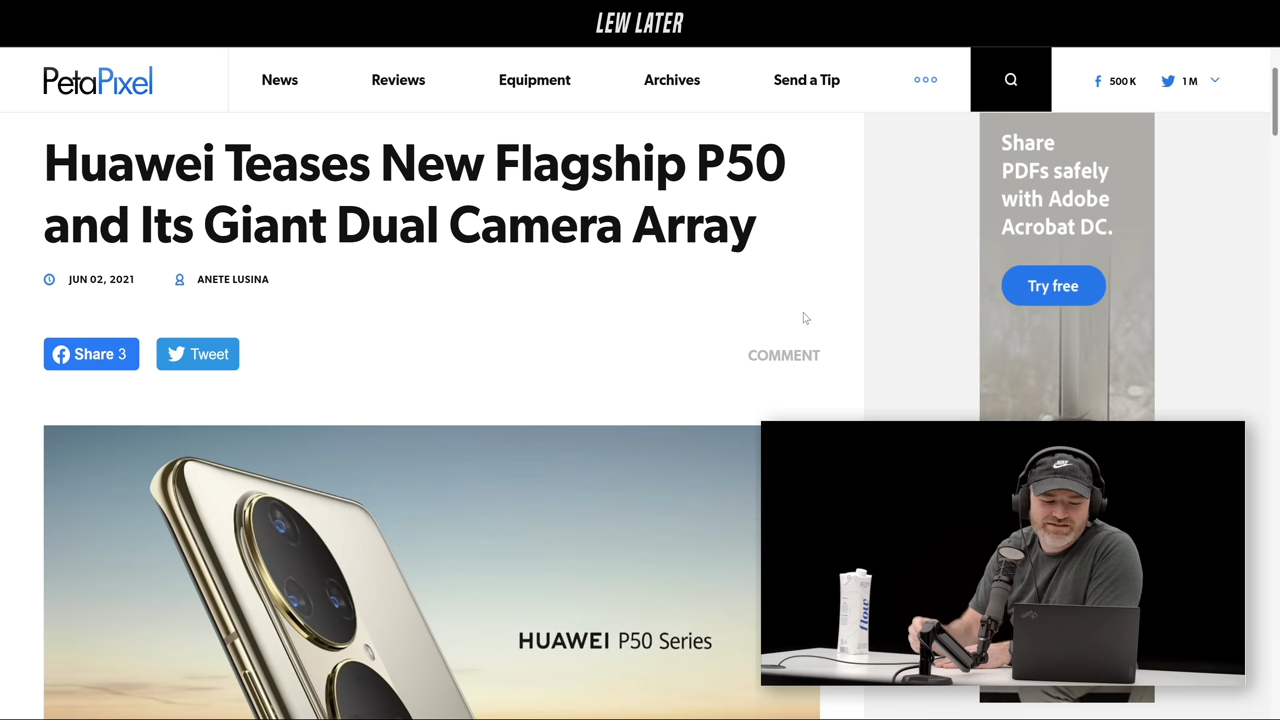 LEW LATER
PetaPixel
News
Reviews
Equipment
Archives
Send a Tip
500 K
1 M
Huawei Teases New Flagship P50
and Its Giant Dual Camera Array
JUN 02, 2021
ANETE LUSINA
Share 3
Tweet
COMMENT
Share
PDFs safely
with Adobe
Acrobat DC.
Try free
HUAWEI P50 Series
flow